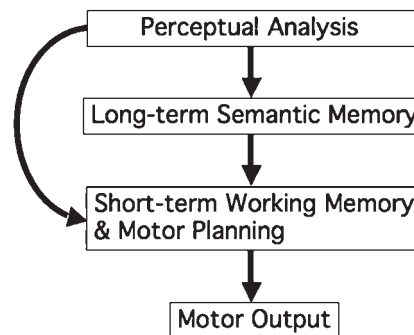 Perceptual Analysis
Long-term Semantic Memory
Short-term Working Memory
& Motor Planning
Motor Output